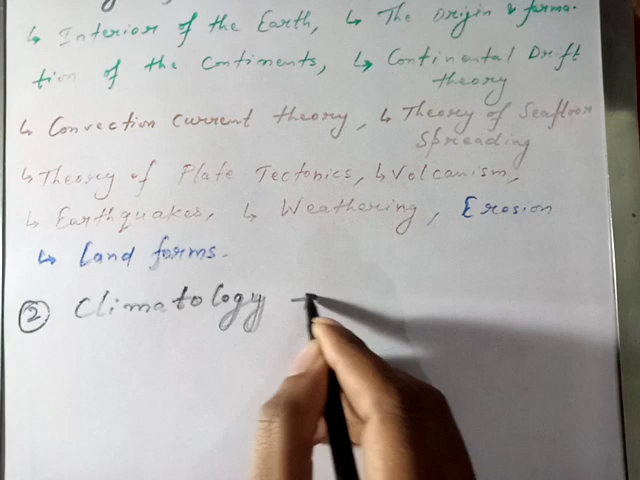 ↳ Interior of the Earth, ↳ The origin & forma-
tion of the Continents, ↳ Continental Drift
theory
↳ Convection Current theory, ↳ Theory of Seafloor
Spreading
↳ Theory of Plate Tectonics, ↳ Volcanism,
↳ Earthquakes, ↳ Weathering, Erosion
↳ Land forms.
② Climatology -